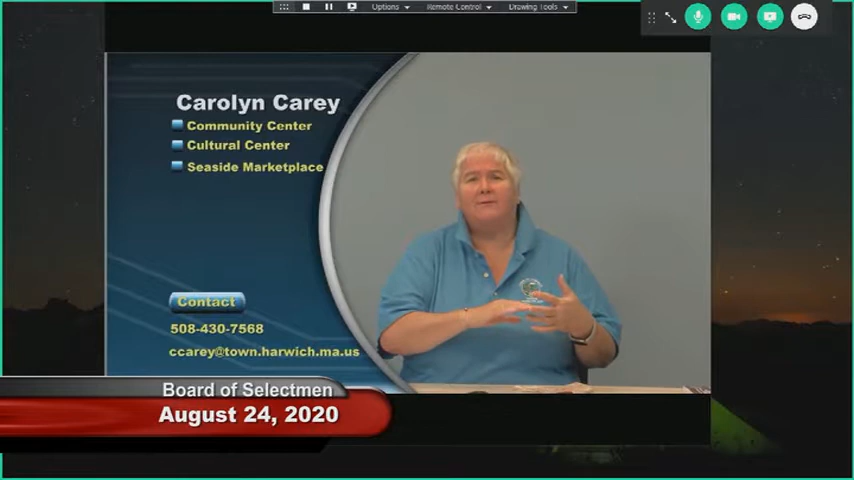 Options
Remote Control
Drawing Tools
Carolyn Carey
Community Center
Cultural Center
Seaside Marketplace
Contact
508-430-7568
ccarey@town.harwich.ma.us
Board of Selectmen
August 24, 2020